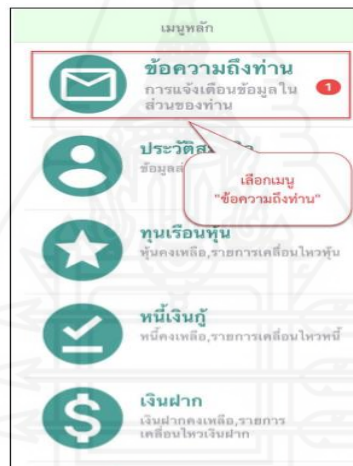 เมนูหลัก
ข้อความถึงท่าน
การแจ้งเตือนข้อมูลใน
ส่วนของท่าน
1
ประวัติ
ข้อมูล
เลือกเมนู
"ข้อความถึงท่าน"
ทุนเรือนหุ้น
หุ้นคงเหลือ,รายการเคลื่อนไหวหุ้น
หนี้เงินกู้
หนี้คงเหลือ,รายการเคลื่อนไหวหนี้
เงินฝาก
เงินฝากคงเหลือ,รายการ
เคลื่อนไหวเงินฝาก